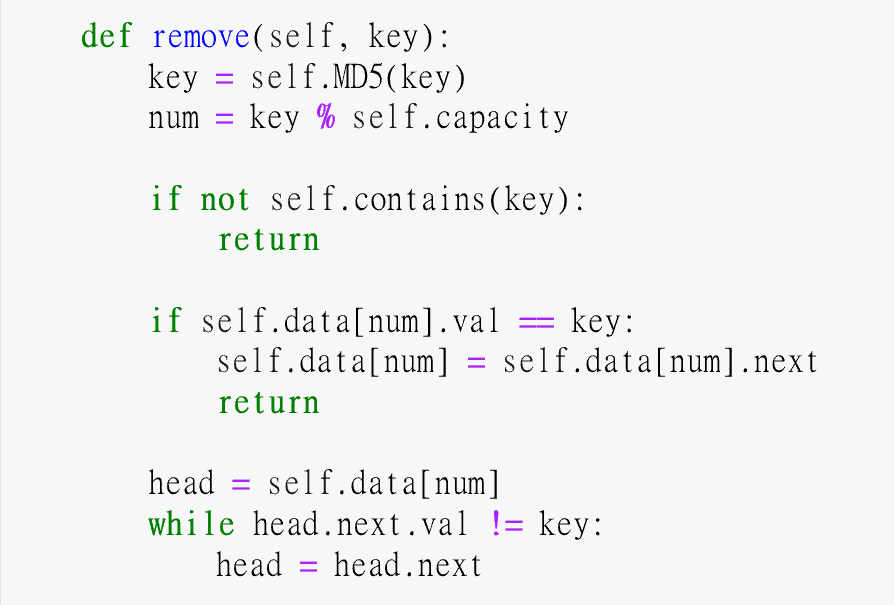 def remove(self, key):
    key = self.MD5(key)
    num = key % self.capacity

    if not self.contains(key):
        return

    if self.data[num].val == key:
        self.data[num] = self.data[num].next
        return

    head = self.data[num]
    while head.next.val != key:
        head = head.next